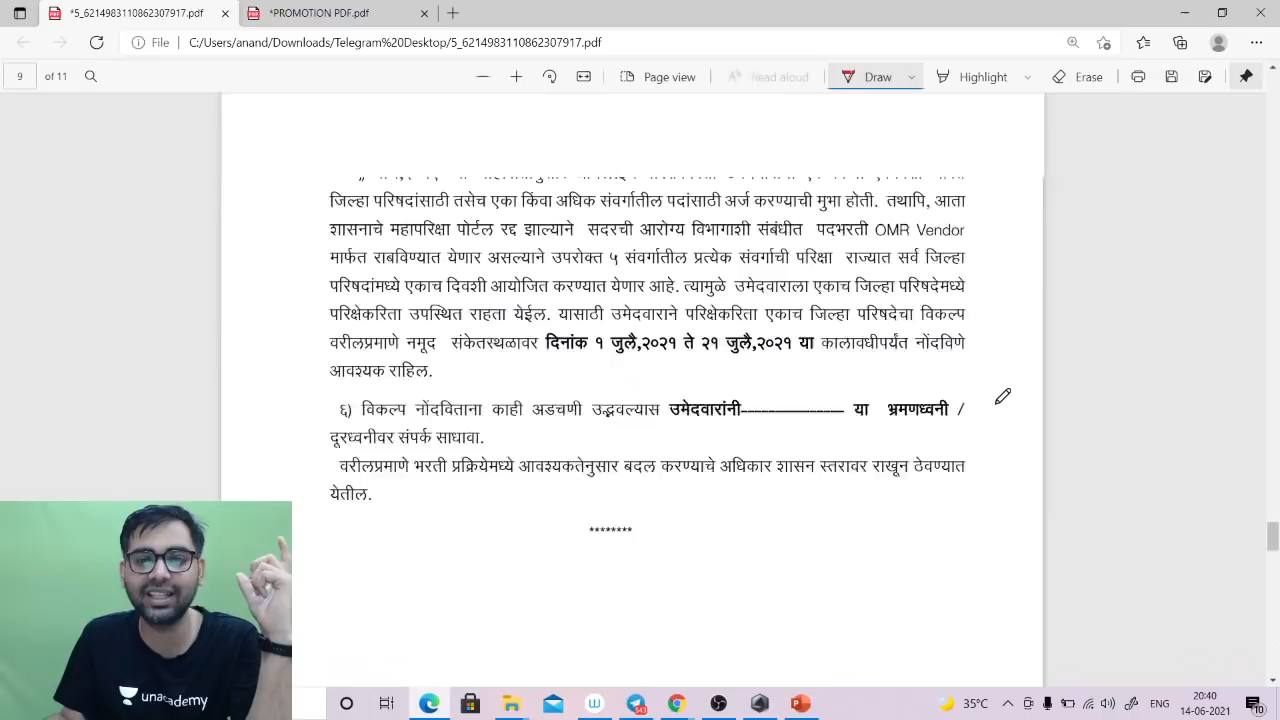 *5_6214983110862307917.pdf
*PROMOTION PDF.pdf
File
C:/Users/anand/Downloads/Telegram%20Desktop/5_6214983110862307917.pdf
9 of 11
Page view
Read aloud
Draw
Highlight
Erase
जिल्हा परिषदांसाठी तसेच एका किंवा अधिक संवर्गातील पदांसाठी अर्ज करण्याची मुभा होती. तथापि, आता
शासनाचे महापरिक्षा पोर्टल रद्द झाल्याने सदरची आरोग्य विभागाशी संबंधीत पदभरती OMR Vendor
मार्फत राबविण्यात येणार असल्याने उपरोक्त ५ संवर्गातील प्रत्येक संवर्गाची परिक्षा राज्यात सर्व जिल्हा
परिषदांमध्ये एकाच दिवशी आयोजित करण्यात येणार आहे. त्यामुळे उमेदवाराला एकाच जिल्हा परिषदेमध्ये
परिक्षेकरिता उपस्थित राहता येईल. यासाठी उमेदवाराने परिक्षेकरिता एकाच जिल्हा परिषदेचा विकल्प
वरीलप्रमाणे नमूद संकेतस्थळावर दिनांक १ जुलै,२०२१ ते २१ जुलै,२०२१ या कालावधीपर्यंत नोंदविणे
आवश्यक राहिल.
६) विकल्प नोंदविताना काही अडचणी उद्भवल्यास उमेदवारांनी--------------- या भ्रमणध्वनी /
दूरध्वनीवर संपर्क साधावा.
वरीलप्रमाणे भरती प्रक्रियेमध्ये आवश्यकतेनुसार बदल करण्याचे अधिकार शासन स्तरावर राखून ठेवण्यात
येतील.
********
unacademy
543
35°C
ENG
20:40
14-06-2021
10